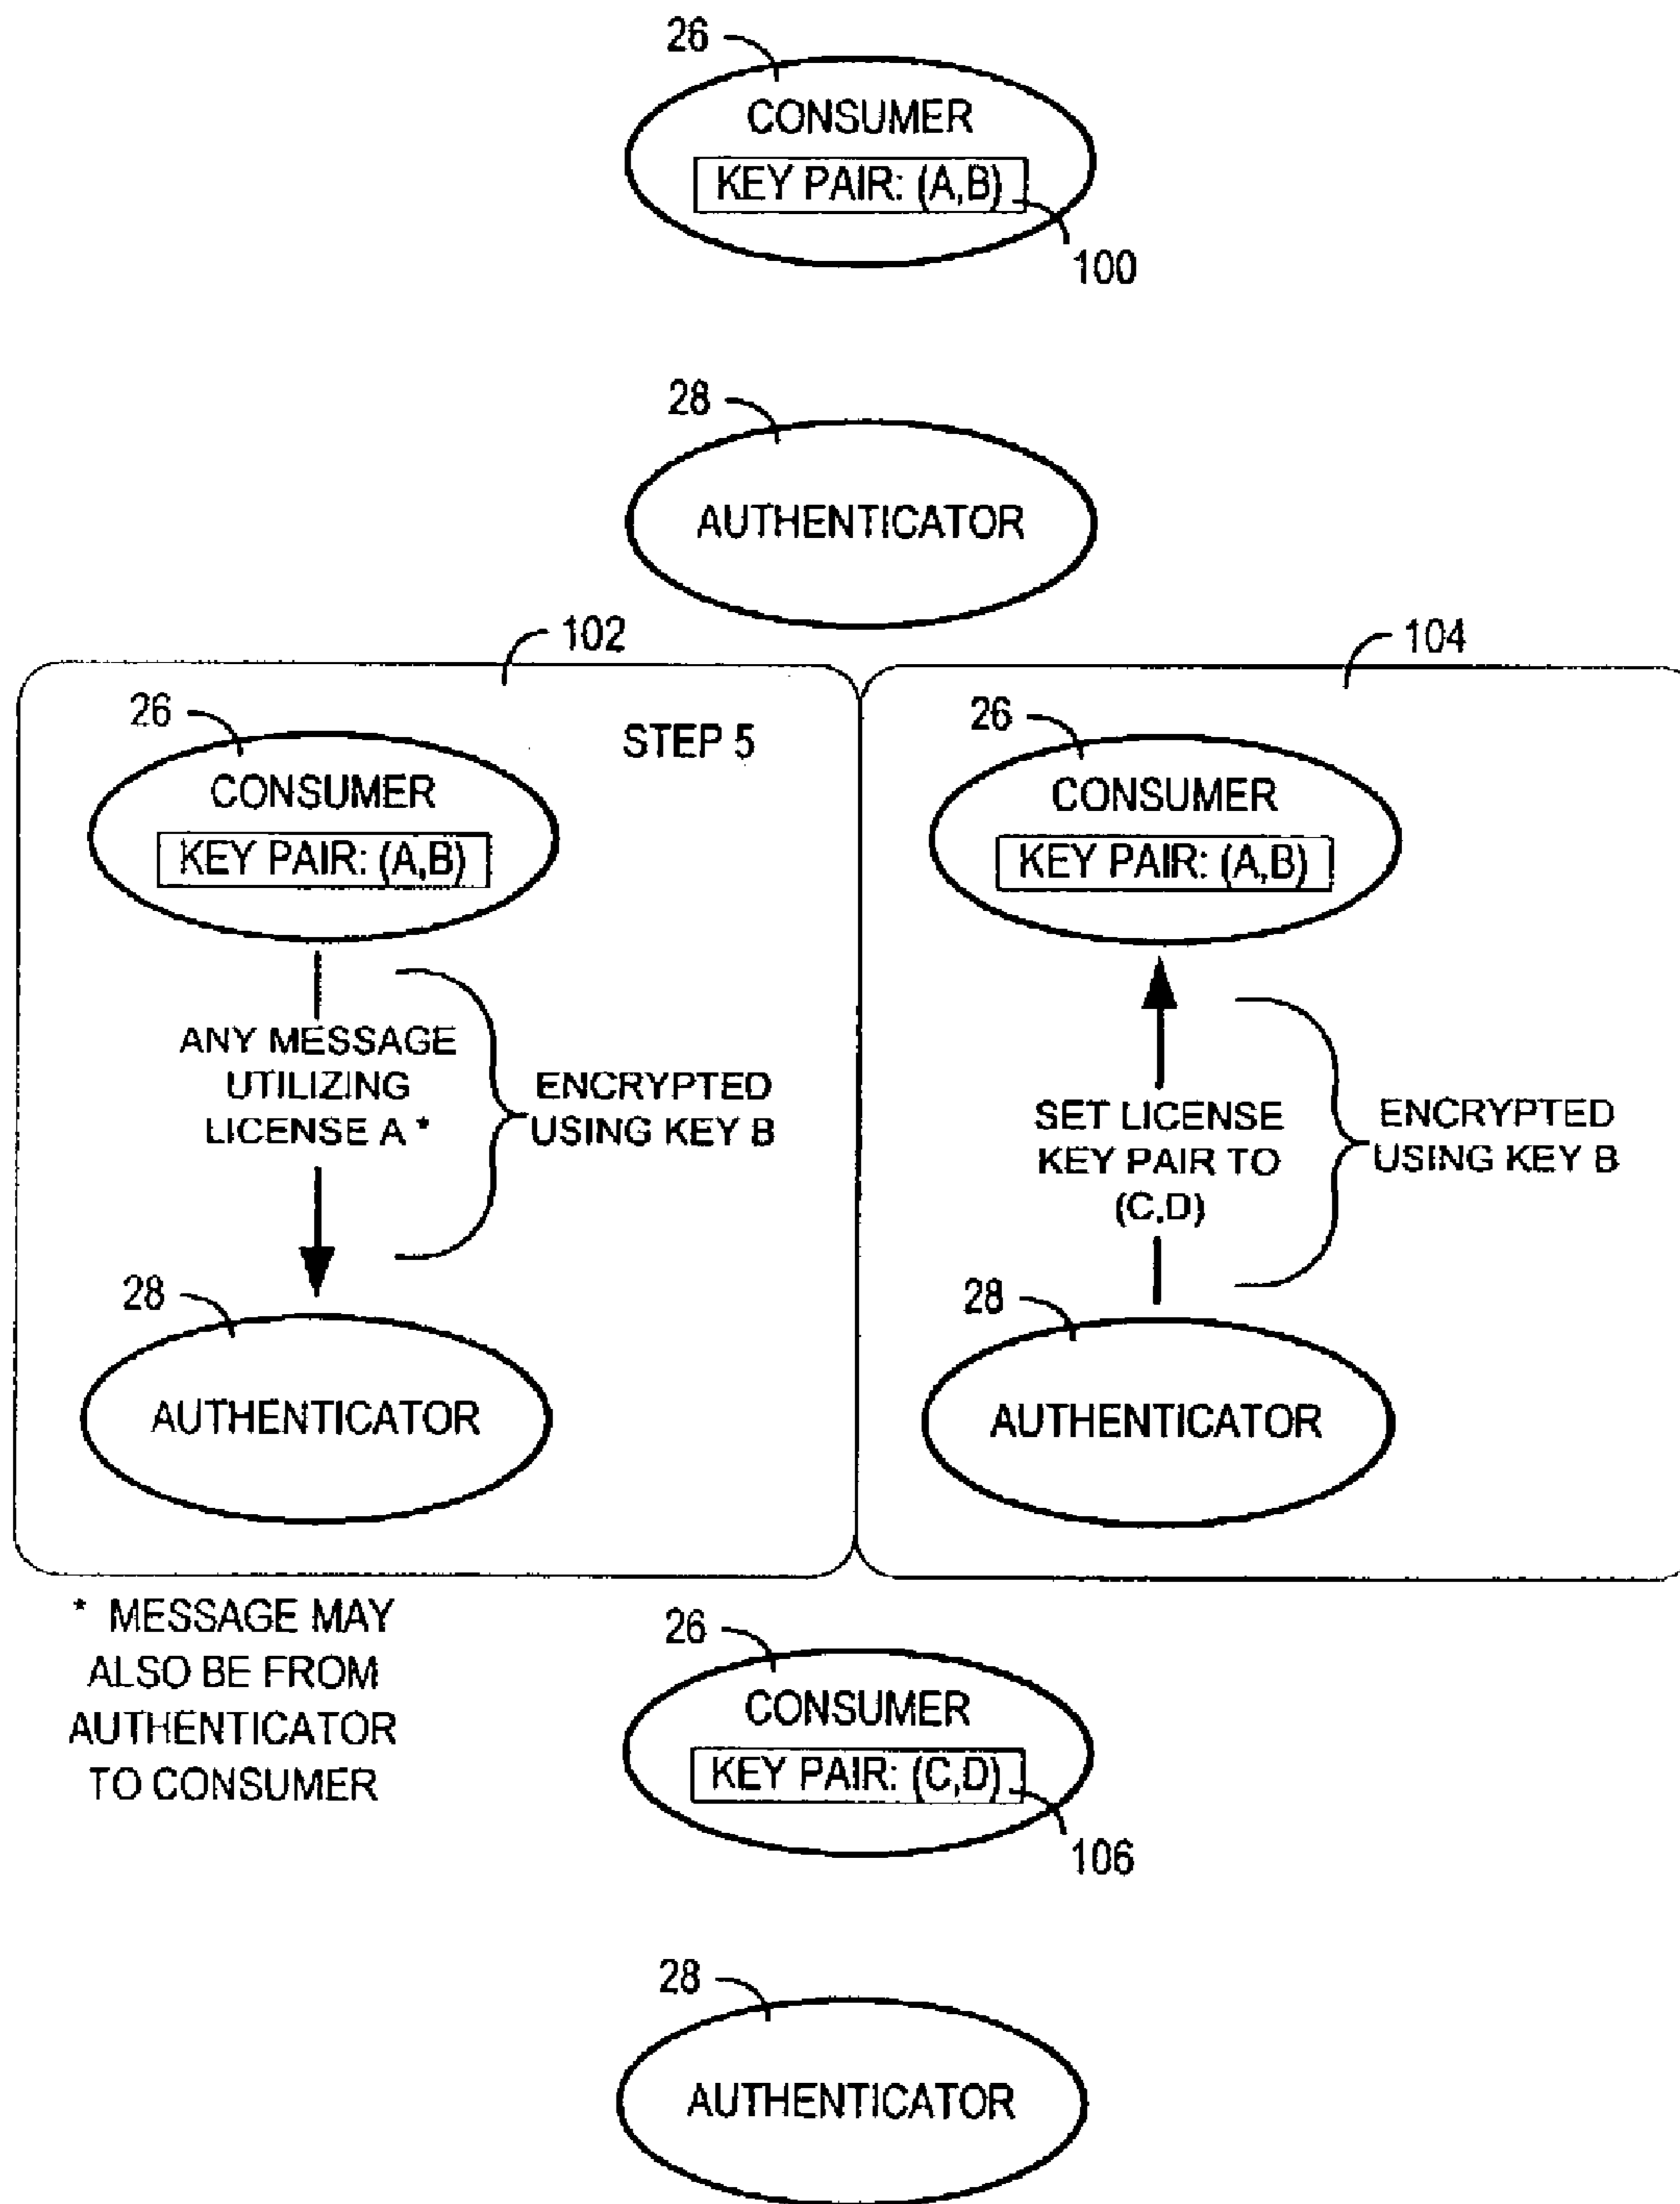 26
CONSUMER
KEY PAIR: (A,B)
100
28
AUTHENTICATOR
102
26
STEP 5
CONSUMER
KEY PAIR: (A,B)
ANY MESSAGE
UTILIZING
LICENSE A *
ENCRYPTED
USING KEY B
28
AUTHENTICATOR
104
26
CONSUMER
KEY PAIR: (A,B)
SET LICENSE
KEY PAIR TO
(C,D)
ENCRYPTED
USING KEY B
28
AUTHENTICATOR
* MESSAGE MAY
ALSO BE FROM
AUTHENTICATOR
TO CONSUMER
26
CONSUMER
KEY PAIR: (C,D)
106
28
AUTHENTICATOR